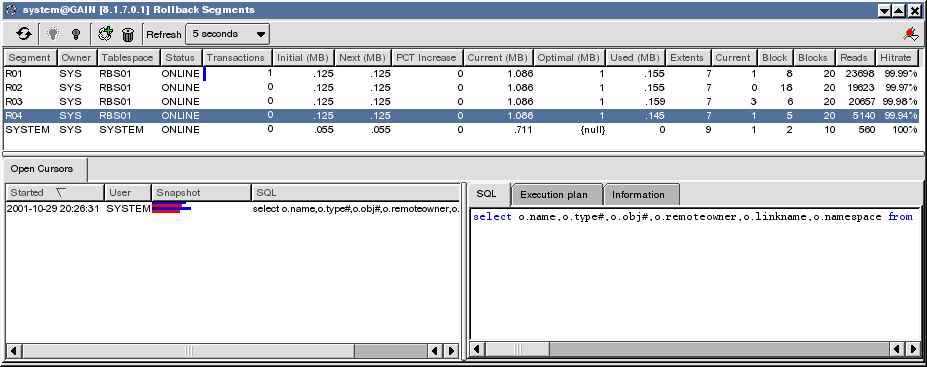 system@GAIN [8.1.7.0.1] Rollback Segments
Refresh 5 seconds
Segment Owner Tablespace Status Transactions Initial (MB) Next (MB) PCT Increase Current (MB) Optimal (MB) Used (MB) Extents Current Block Blocks Reads Hitrate
R01 SYS RBS01 ONLINE 1 .125 .125 0 1.086 .155 7 1 8 20 23698 99.99%
R02 SYS RBS01 ONLINE 0 .125 .125 0 1.086 .155 7 0 18 20 19623 99.97%
R03 SYS RBS01 ONLINE 0 .125 .125 0 1.086 .159 7 3 6 20 20657 99.98%
R04 SYS RBS01 ONLINE 0 .125 .125 0 1.086 .145 7 1 5 20 5140 99.94%
SYSTEM SYS SYSTEM ONLINE 0 .055 .055 0 .711 {null} 0 9 1 2 10 560 100%
Open Cursors
Started User Snapshot SQL
2001-10-29 20:26:31 SYSTEM select o.name,o.type#,o.obj#,o.remoteowner,o.
SQL Execution plan Information
select o.name,o.type#,o.obj#,o.remoteowner,o.linkname,o.namespace from